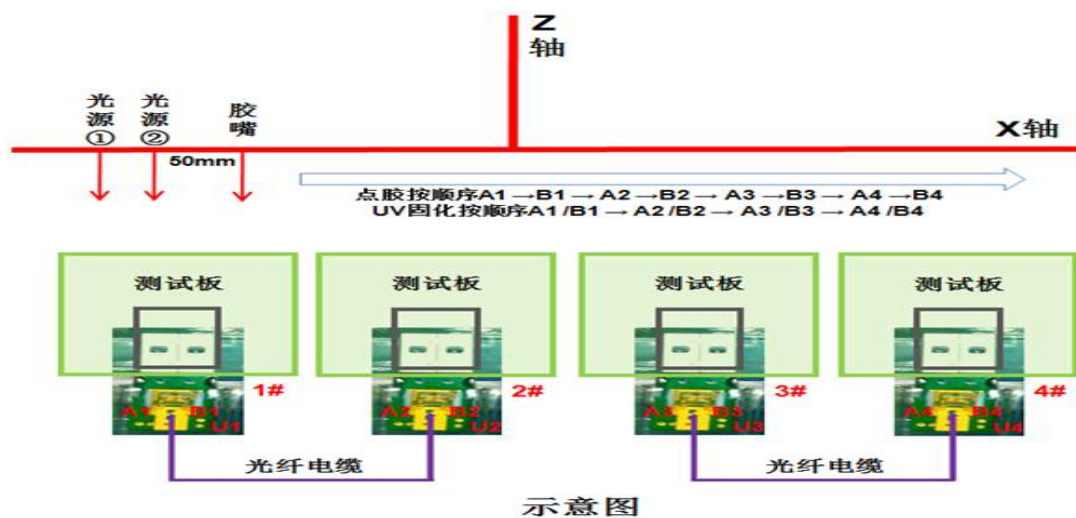 Z
轴
光源①
光源②
胶嘴
X轴
50mm
点胶按顺序A1→B1→A2→B2→A3→B3→A4→B4
UV固化按顺序A1/B1→A2/B2→A3/B3→A4/B4
测试板
测试板
测试板
测试板
1#
2#
3#
4#
A1 B1
A2 B2
A3 B3
A4 B4
U1
U2
U3
U4
光纤电缆
光纤电缆
示意图